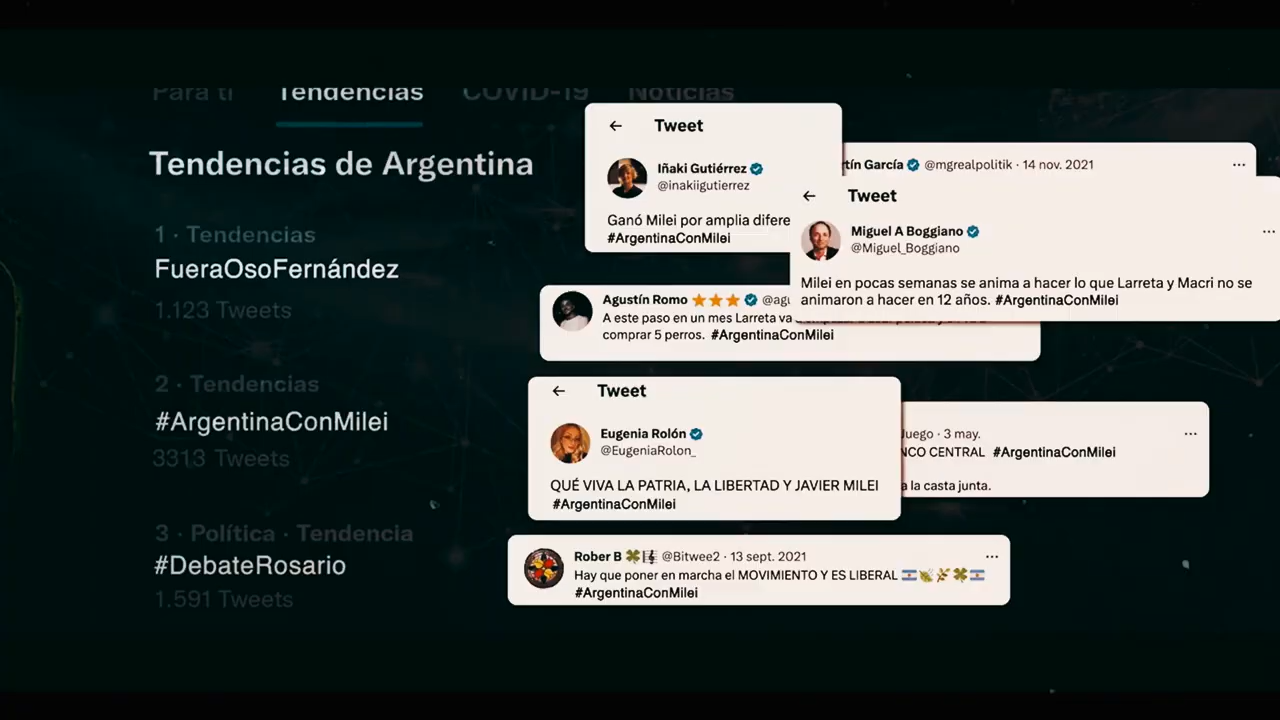 Para ti Tendencias COVID-19 Noticias
Tendencias de Argentina
1 · Tendencias
FueraOsoFernández
1.123 Tweets
2 · Tendencias
#ArgentinaConMilei
3313 Tweets
3 · Política · Tendencia
#DebateRosario
1.591 Tweets
← Tweet
Iñaki Gutiérrez
@inakiigutierrez
Ganó Milei por amplia
#ArgentinaConMilei
García @mgrealpolitik · 14 nov. 2021
← Tweet
Miguel A Boggiano
@Miguel_Boggiano
Milei en pocas semanas se anima a hacer lo que Larreta y Macri no se
animaron a hacer en 12 años. #ArgentinaConMilei
Agustín Romo ⭐⭐⭐
A este paso en un mes Larreta va
comprar 5 perros. #ArgentinaConMilei
← Tweet
Eugenia Rolón
@EugeniaRolon_
QUÉ VIVA LA PATRIA, LA LIBERTAD Y JAVIER MILEI
#ArgentinaConMilei
· 3 may.
CENTRAL #ArgentinaConMilei
la casta junta.
Rober B 🍀🎼 @Bitwee2 · 13 sept. 2021
Hay que poner en marcha el MOVIMIENTO Y ES LIBERAL 🇦🇷🌿🌾🍀🇦🇷
#ArgentinaConMilei